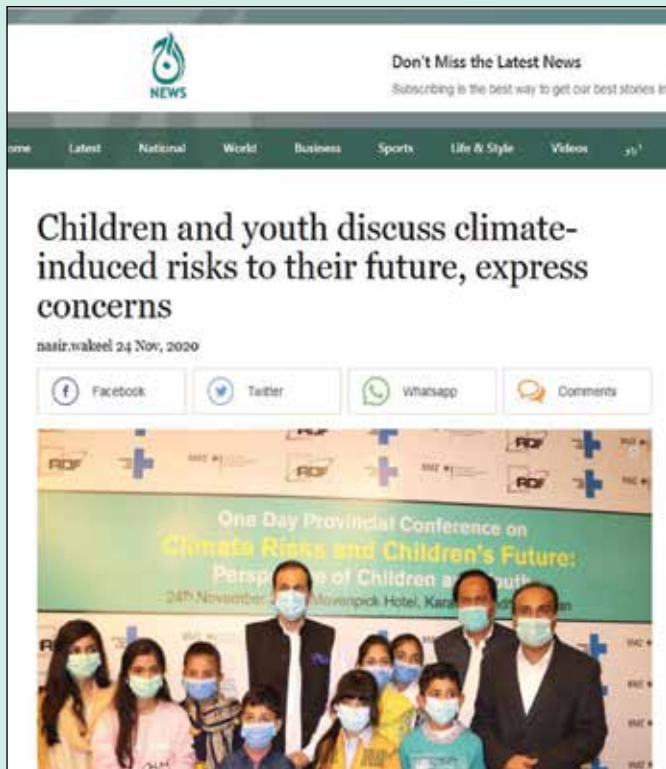 NEWS
Don't Miss the Latest News
Subscribing is the best way to get our best stories
Latest National World Business Sports Life & Style Videos
Children and youth discuss climate-
induced risks to their future, express
concerns
nasir.wakeel 24 Nov, 2020
Facebook Twitter Whatsapp Comments
RDF
RDF RDF
RDF
One Day Provincial Conference on
Climate Risks and Children's Future:
of Children
24th November Movenpick Hotel,